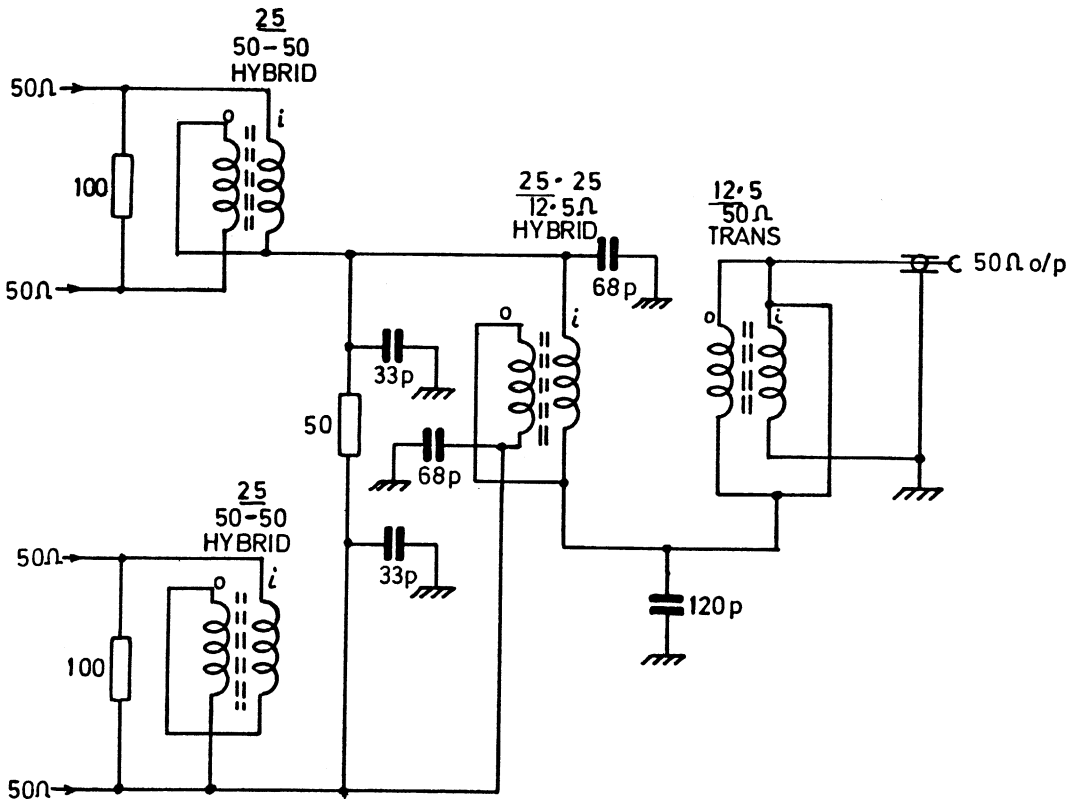 25
50-50
HYBRID
50Ω
o
i
100
50Ω
25·25
12·5Ω
HYBRID
68p
12·5
50Ω
TRANS
50Ω o/p
o
i
o
i
33p
50
68p
33p
120p
25
50-50
HYBRID
50Ω
o
i
100
50Ω